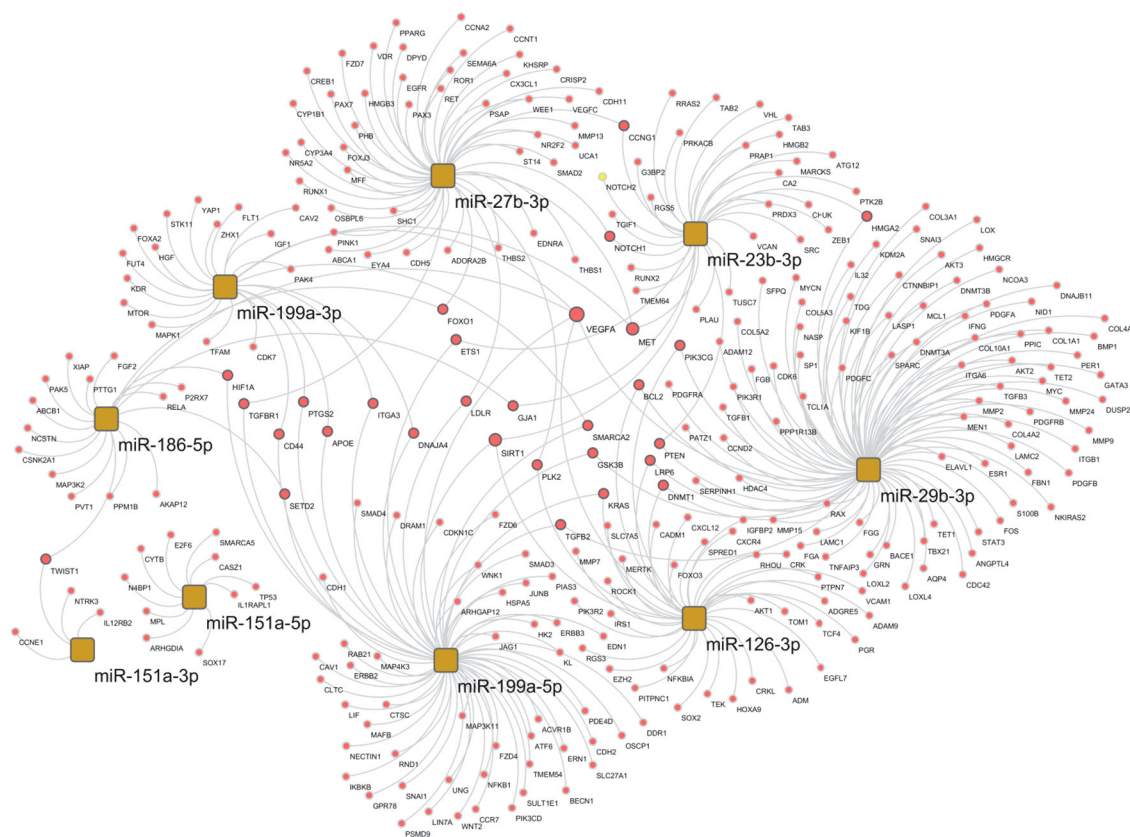 PPARG
CCNA2
CCNT1
VDR
DPYD
FZD7
SEMA6A
KHSRP
CREB1
EGFR
ROR1
CX3CL1
CRISP2
RET
PAX7
HMGB3
CDH11
CYP1B1
PAX3
PSAP
WEE1
VEGFC
RRAS2
TAB2
VHL
PHB
CCNG1
TAB3
MMP13
PRKACB
HMGB2
NR2F2
CYP3A4
FOXJ3
UCA1
PRAP1
ATG12
NR5A2
ST14
MARCKS
MFF
SMAD2
G3BP2
CA2
miR-27b-3p
NOTCH2
RGS5
PTK2B
RUNX1
COL3A1
YAP1
FLT1
CAV2
OSBPL6
SHC1
TGIF1
PRDX3
HMGA2
LOX
STK11
EDNRA
NOTCH1
VCAN
SRC
ZEB1
SNAI3
FOXA2
ZHX1
IGF1
PINK1
THBS2
miR-23b-3p
KDM2A
HMGCR
HGF
ABCA1
EYA4
CDH5
ADORA2B
THBS1
IL32
AKT3
NCOA3
FUT4
PAK4
RUNX2
SFPQ
MYCN
CTNNBIP1
DNMT3B
KDR
TMEM64
TUSC7
COL5A3
TDG
MCL1
PDGFA
DNAJB11
MTOR
miR-199a-3p
FOXO1
VEGFA
PLAU
LASP1
IFNG
NID1
MAPK1
MET
COL5A2
NASP
KIF1B
COL10A1
COL1A1
TFAM
ETS1
ADAM12
SP1
SPARC
DNMT3A
PPIC
BMP1
CDK7
PIK3CG
FGB
CDK6
PER1
XIAP
FGF2
HIF1A
PIK3R1
TCL1A
PDGFC
ITGA6
AKT2
TET2
GATA3
PAK5
PTTG1
P2RX7
BCL2
PDGFRA
TGFB3
MYC
DUSP2
ABCB1
RELA
TGFBR1
PTGS2
ITGA3
LDLR
GJA1
TGFB1
MMP2
MMP24
NCSTN
miR-186-5p
SMARCA2
PPP1R13B
MEN1
PDGFRB
CSNK2A1
CD44
APOE
DNAJA4
SIRT1
PATZ1
CCND2
COL4A2
MMP9
GSK3B
PTEN
LAMC2
ITGB1
MAP3K2
PLK2
LRP6
HDAC4
ELAVL1
ESR1
FBN1
PDGFB
AKAP12
SETD2
DNMT1
SERPINH1
miR-29b-3p
PVT1
PPM1B
KRAS
S100B
NKIRAS2
SMAD4
DRAM1
FZD6
CXCL12
RAX
FOS
SMARCA5
CDKN1C
TGFB2
SLC7A5
CADM1
IGFBP2
MMP15
FGG
TET1
STAT3
E2F6
CXCR4
LAMC1
TBX21
CYTB
CASZ1
SMAD3
MMP7
SPRED1
FGA
GRN
BACE1
ANGPTL4
TWIST1
WNK1
MERTK
FOXO3
RHOU
CRK
TNFAIP3
AQP4
CDC42
N4BP1
TP53
CDH1
JUNB
PIAS3
ROCK1
PTPN7
LOXL2
NTRK3
MPL
IL1RAPL1
ARHGAP12
HSPA5
PIK3R2
AKT1
VCAM1
LOXL4
IL12RB2
miR-151a-5p
IRS1
TOM1
ADGRES5
ADAM9
CCNE1
ARHGDIA
JAG1
HK2
ERBB3
EDN1
miR-126-3p
TCF4
SOX17
RAB21
MAP4K3
KL
RGS3
PGR
miR-151a-3p
CAV1
ERBB2
miR-199a-5p
EZH2
NFKBIA
EGFL7
CLTC
PITPNC1
TEK
CRKL
ADM
LIF
CTSC
SOX2
HOXA9
MAFB
MAP3K11
ACVR1B
PDE4D
DDR1
NECTIN1
ATF6
CDH2
OSCP1
RND1
FZD4
ERN1
SLC27A1
IKBKB
TMEM54
GPR78
SNAI1
UNG
NFKB1
SULT1E1
BECN1
PSMD9
LIN7A
WNT2
CCR7
PIK3CD